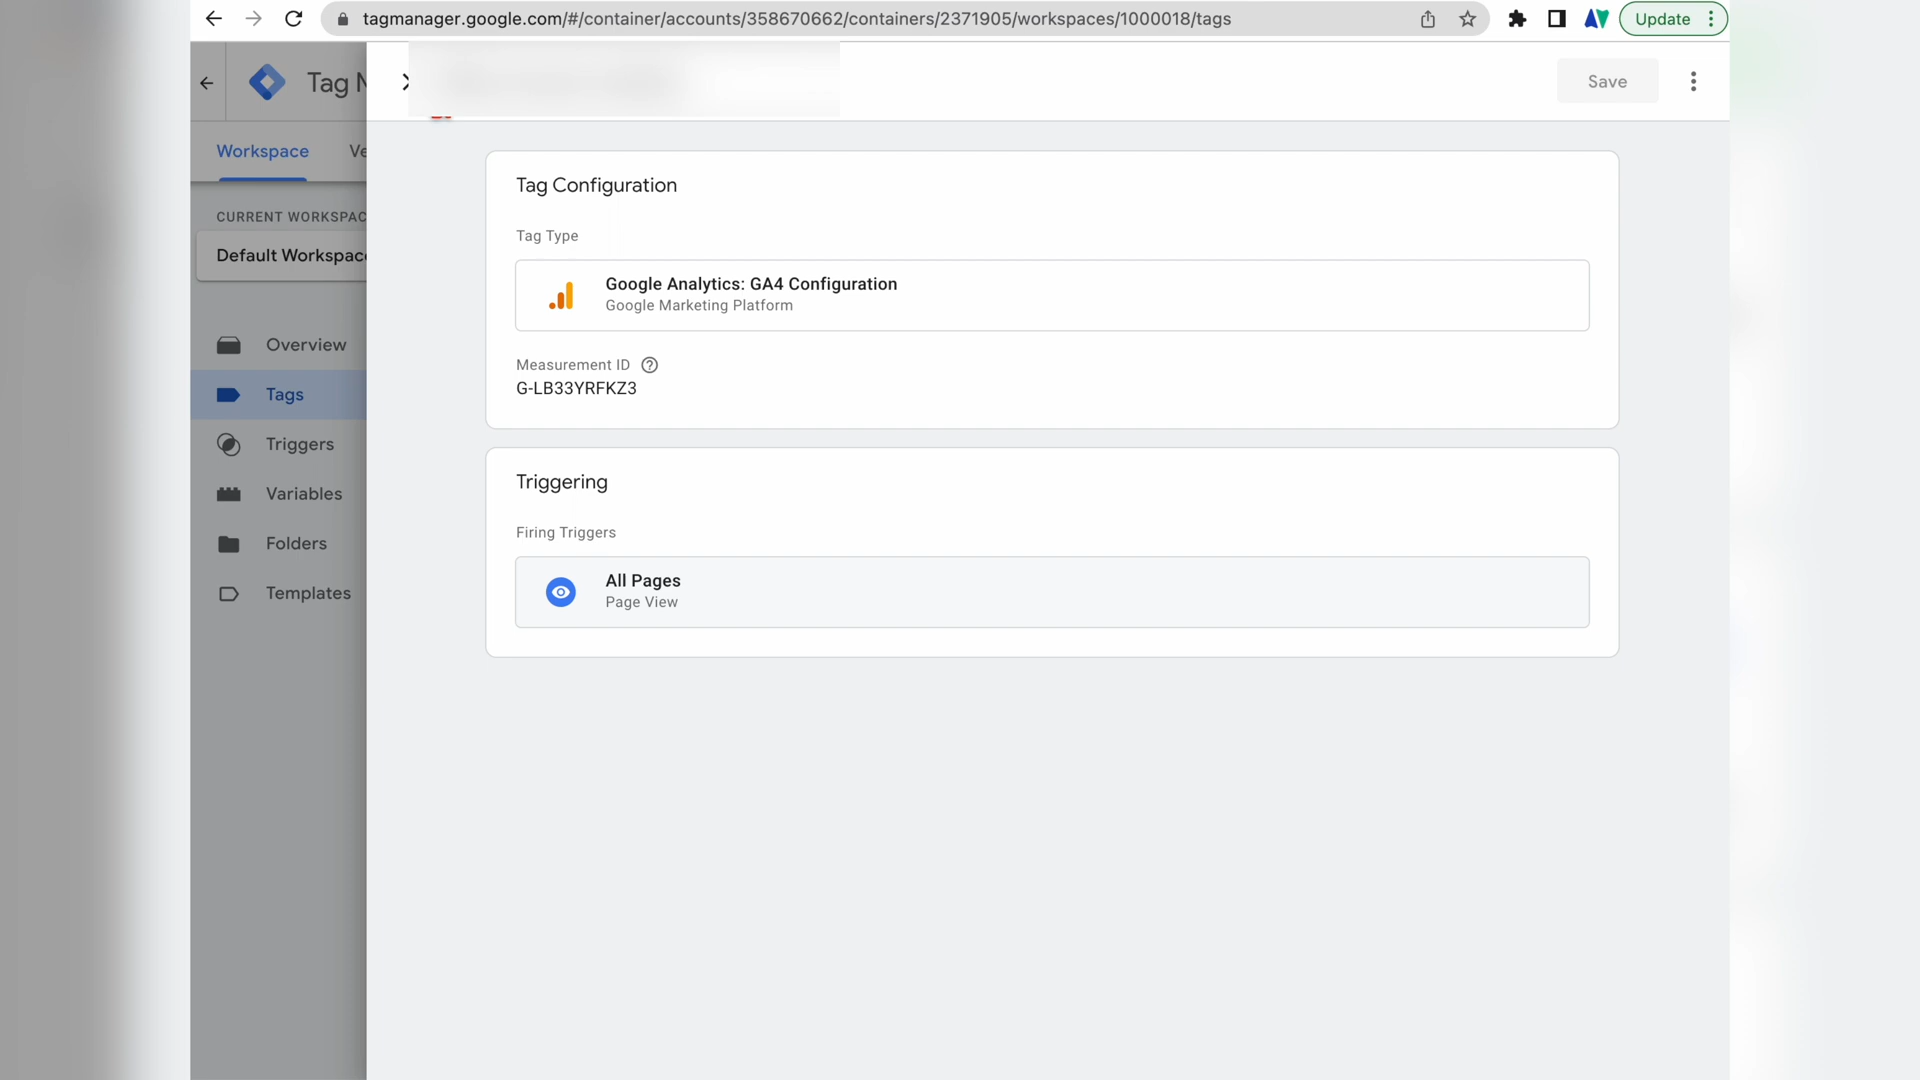 tagmanager.google.com/#/container/accounts/358670662/containers/2371905/workspaces/1000018/tags
Update
Tag M
Save
Workspace
Ve
CURRENT WORKSPAC
Default Workspace
Overview
Tags
Triggers
Variables
Folders
Templates
Tag Configuration
Tag Type
Google Analytics: GA4 Configuration
Google Marketing Platform
Measurement ID
G-LB33YRFKZ3
Triggering
Firing Triggers
All Pages
Page View